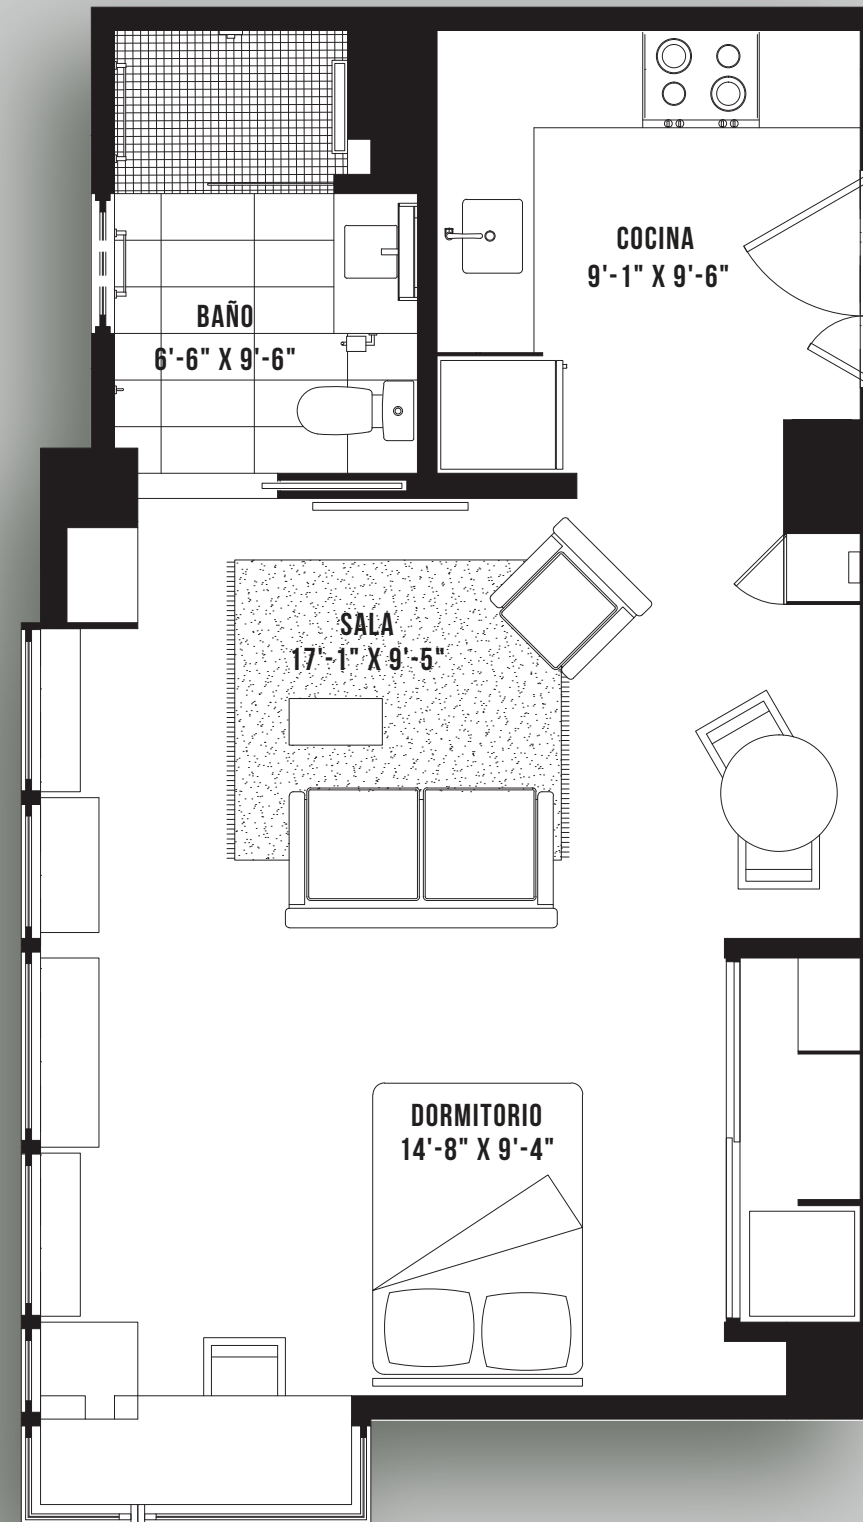 COCINA
9'-1" X 9'-6"
BAÑO
6'-6" X 9'-6"
SALA
17'-1" X 9'-5"
DORMITORIO
14'-8" X 9'-4"